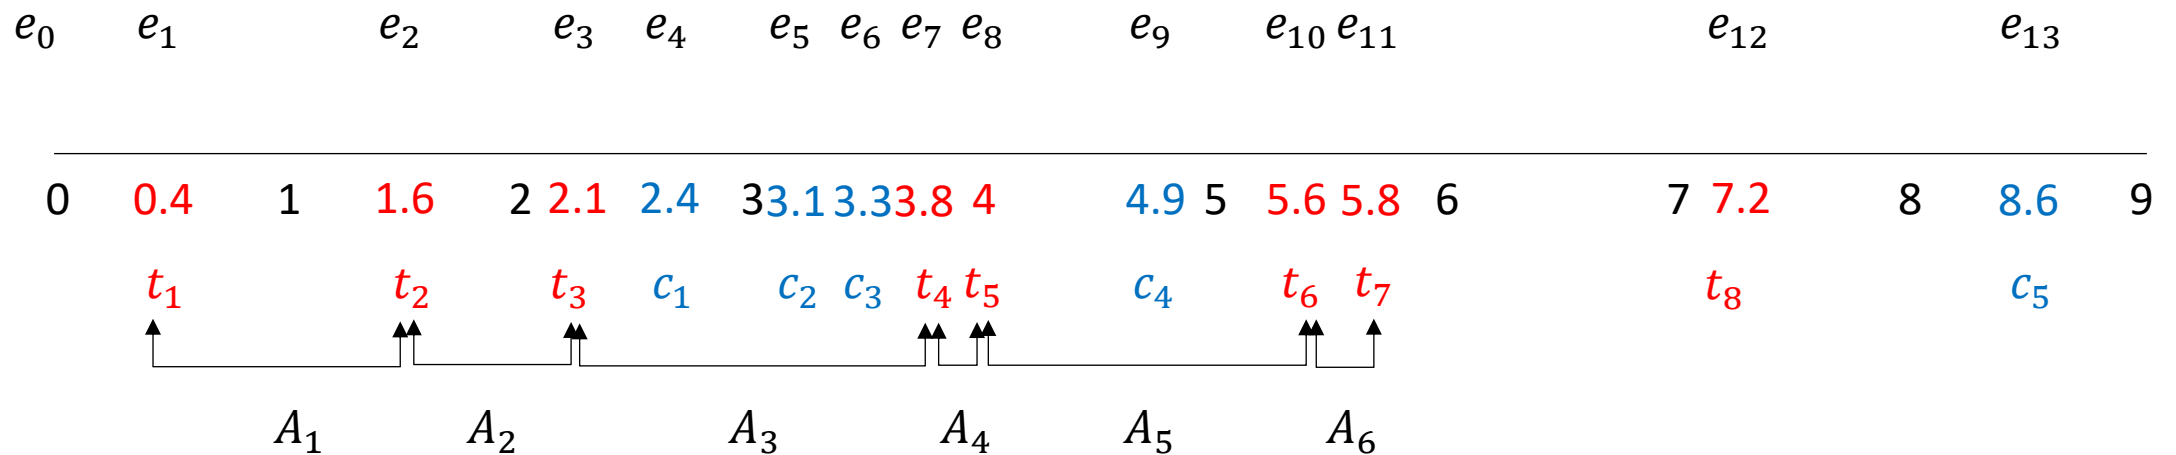 e₀ e₁ e₂ e₃ e₄ e₅ e₆ e₇ e₈ e₉ e₁₀ e₁₁ e₁₂ e₁₃
0 0.4 1 1.6 2 2.1 2.4 3 3.1 3.3 3.8 4 4.9 5 5.6 5.8 6 7 7.2 8 8.6 9
t₁ t₂ t₃ c₁ c₂ c₃ t₄ t₅ c₄ t₆ t₇ t₈ c₅
A₁ A₂ A₃ A₄ A₅ A₆